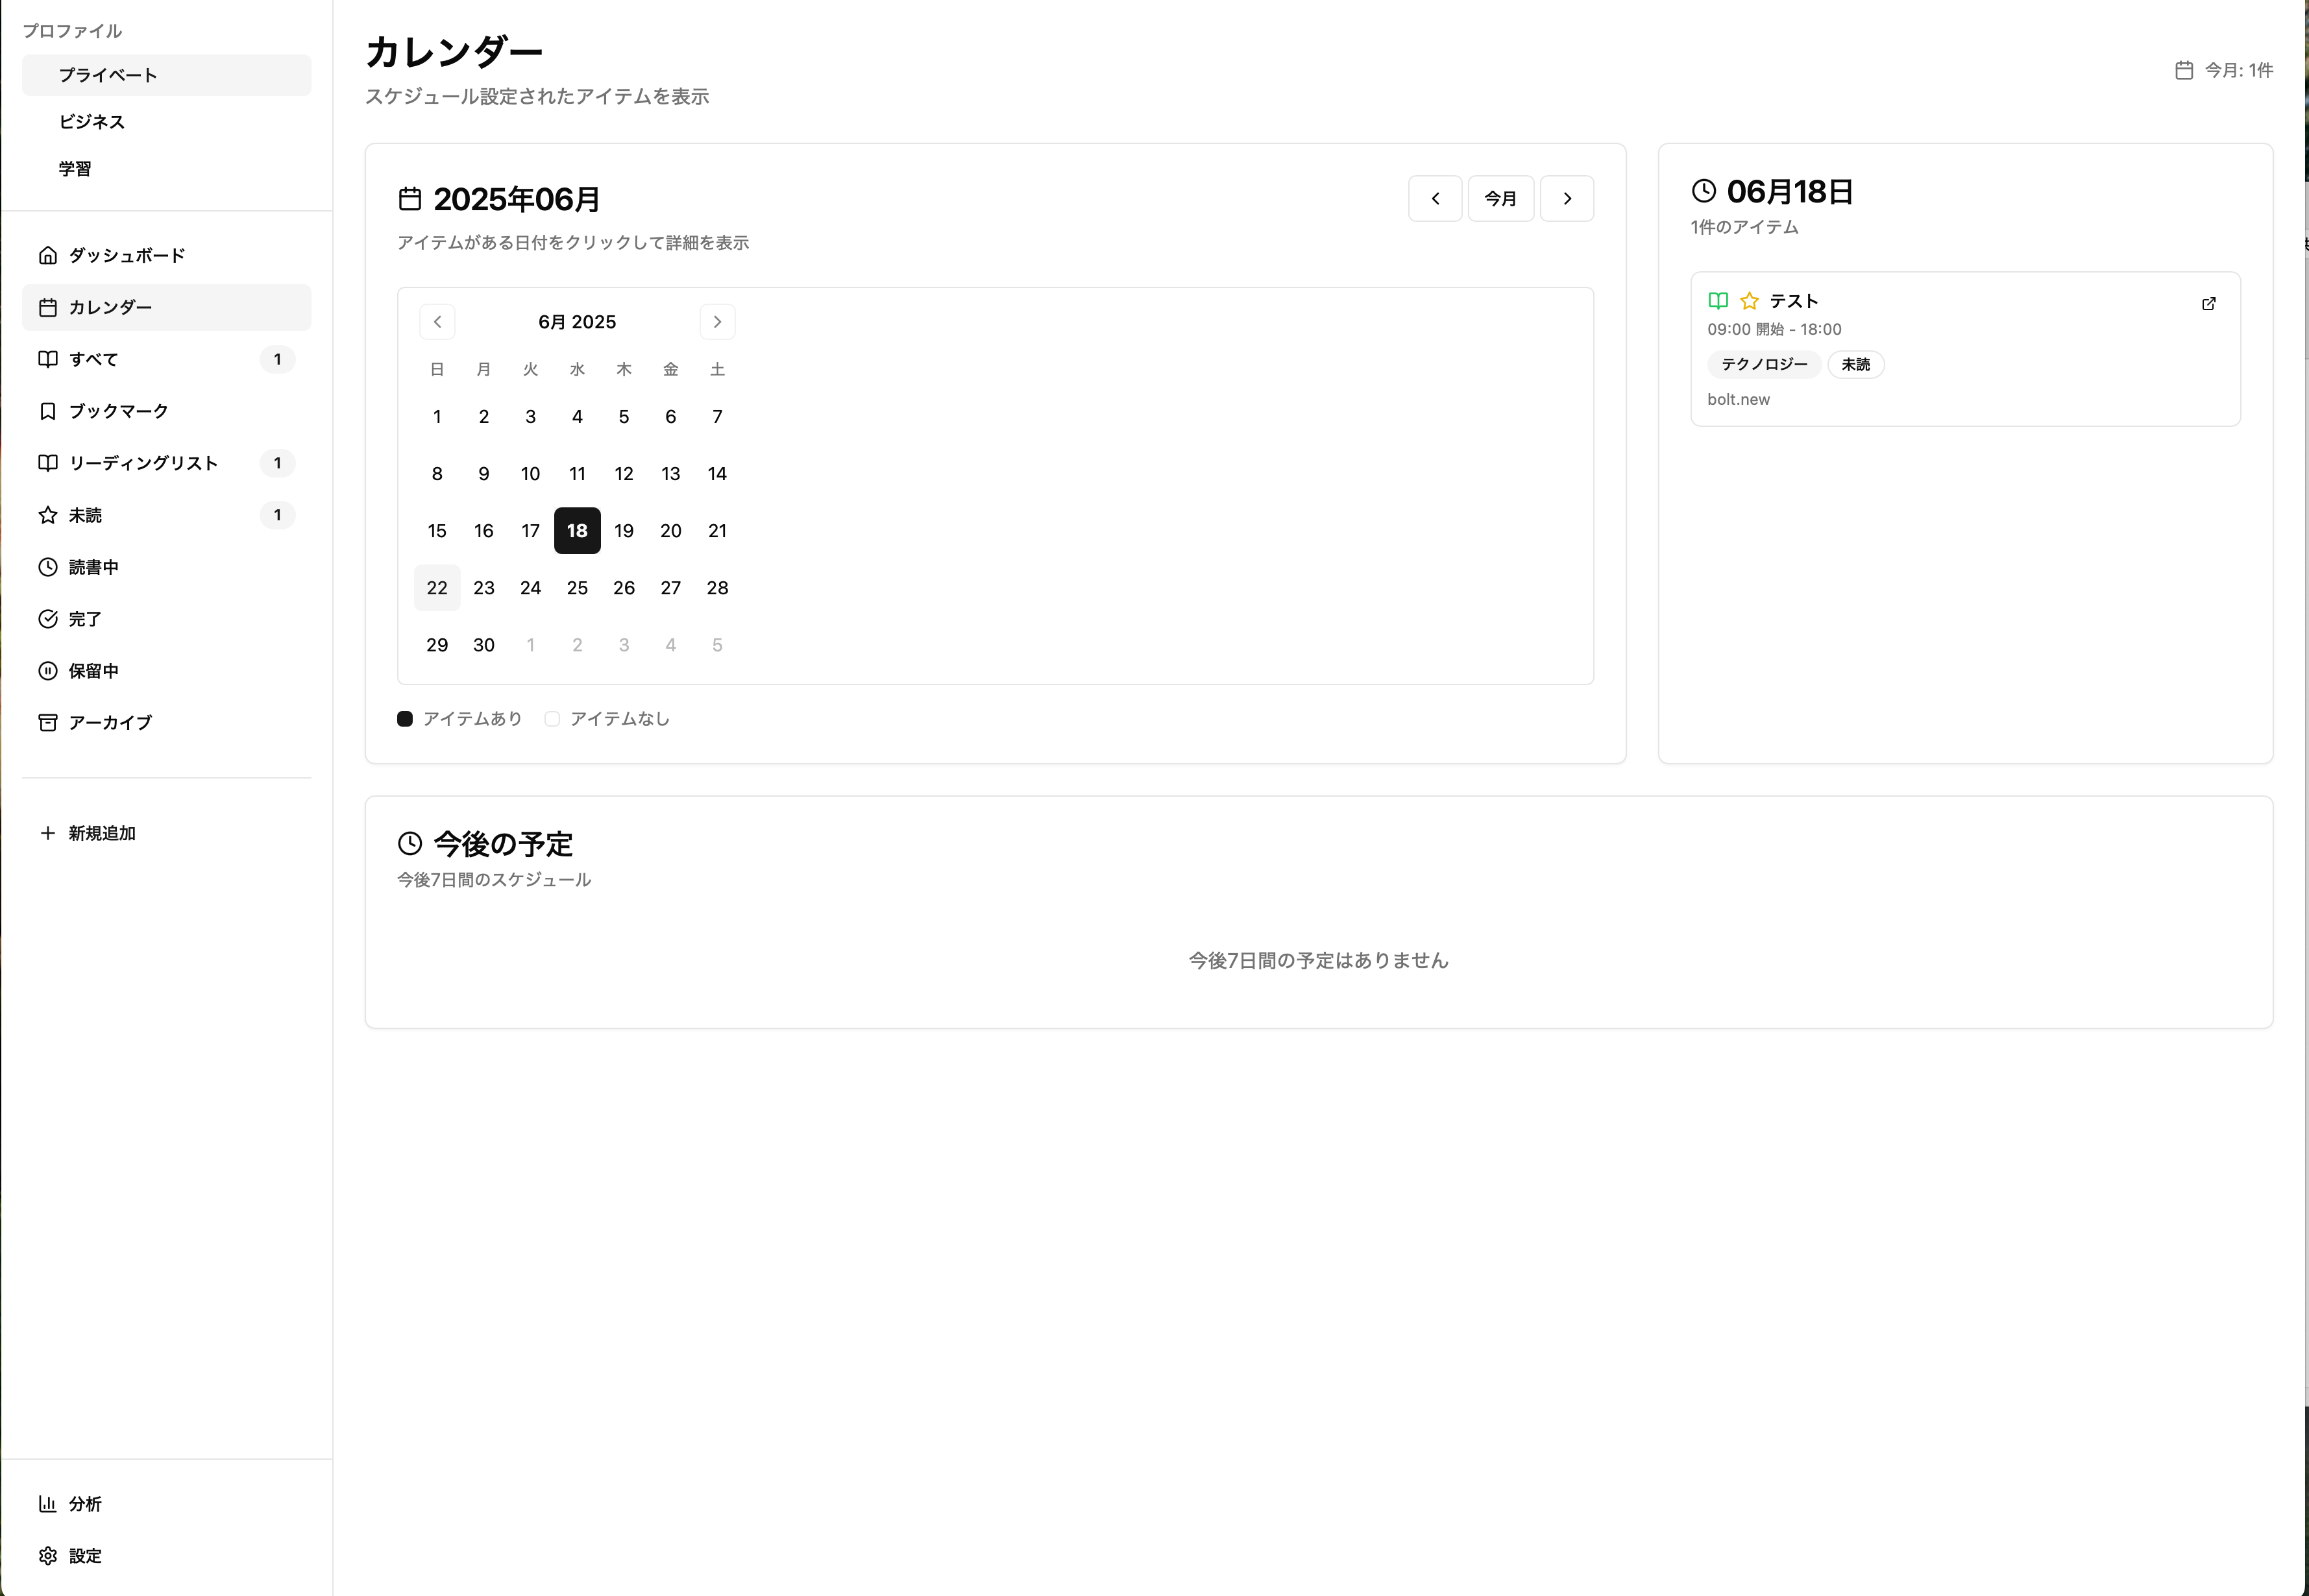 プロファイル
プライベート
ビジネス
学習
ダッシュボード
カレンダー
すべて 1
ブックマーク
リーディングリスト 1
未読 1
読書中
完了
保留中
アーカイブ
新規追加
分析
設定
カレンダー
スケジュール設定されたアイテムを表示
今月: 1件
2025年06月
今月
アイテムがある日付をクリックして詳細を表示
6月 2025
日 月 火 水 木 金 土
1 2 3 4 5 6 7
8 9 10 11 12 13 14
15 16 17 18 19 20 21
22 23 24 25 26 27 28
29 30 1 2 3 4 5
アイテムあり アイテムなし
06月18日
1件のアイテム
テスト
09:00 開始 - 18:00
テクノロジー 未読
bolt.new
今後の予定
今後7日間のスケジュール
今後7日間の予定はありません